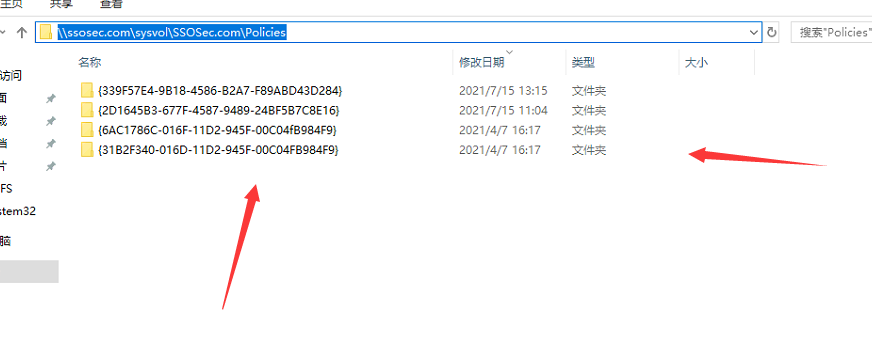 主页 共享 查看
\\ssosec.com\sysvol\SSOSec.com\Policies 搜索"Policies"
名称 修改日期 类型 大小
访问
{339F57E4-9B18-4586-B2A7-F89ABD43D284} 2021/7/15 13:15 文件夹
面
{2D1645B3-677F-4587-9489-24BF5B7C8E16} 2021/7/15 11:04 文件夹
载
{6AC1786C-016F-11D2-945F-00C04fB984F9} 2021/4/7 16:17 文件夹
档
{31B2F340-016D-11D2-945F-00C04FB984F9} 2021/4/7 16:17 文件夹
片
FS
stem32
脑